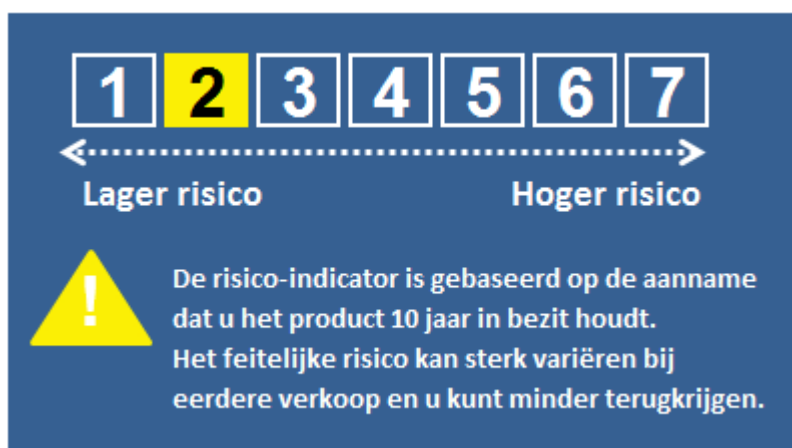 1 2 3 4 5 6 7
Lager risico Hoger risico
!
De risico-indicator is gebaseerd op de aanname
dat u het product 10 jaar in bezit houdt.
Het feitelijke risico kan sterk variëren bij
eerdere verkoop en u kunt minder terugkrijgen.